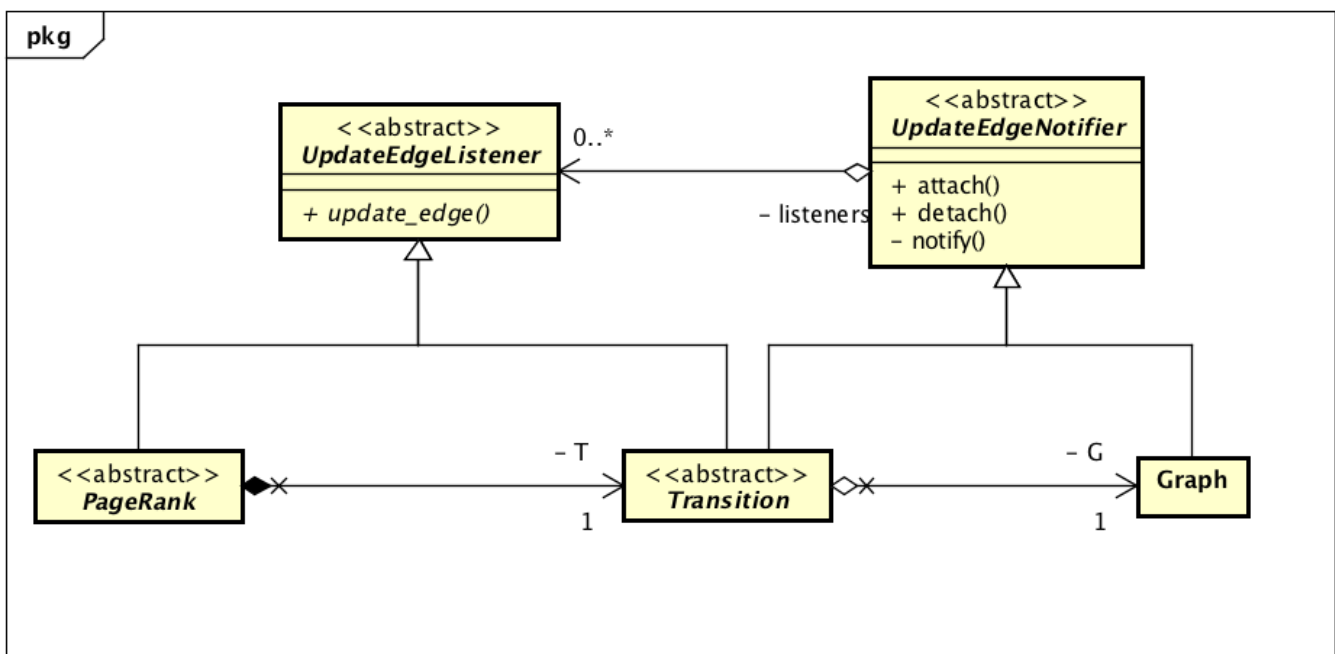 pkg
<<abstract>>
UpdateEdgeListener
+ update_edge()
0..*
- listeners
<<abstract>>
UpdateEdgeNotifier
+ attach()
+ detach()
- notify()
<<abstract>>
PageRank
- T
1
<<abstract>>
Transition
- G
1
Graph